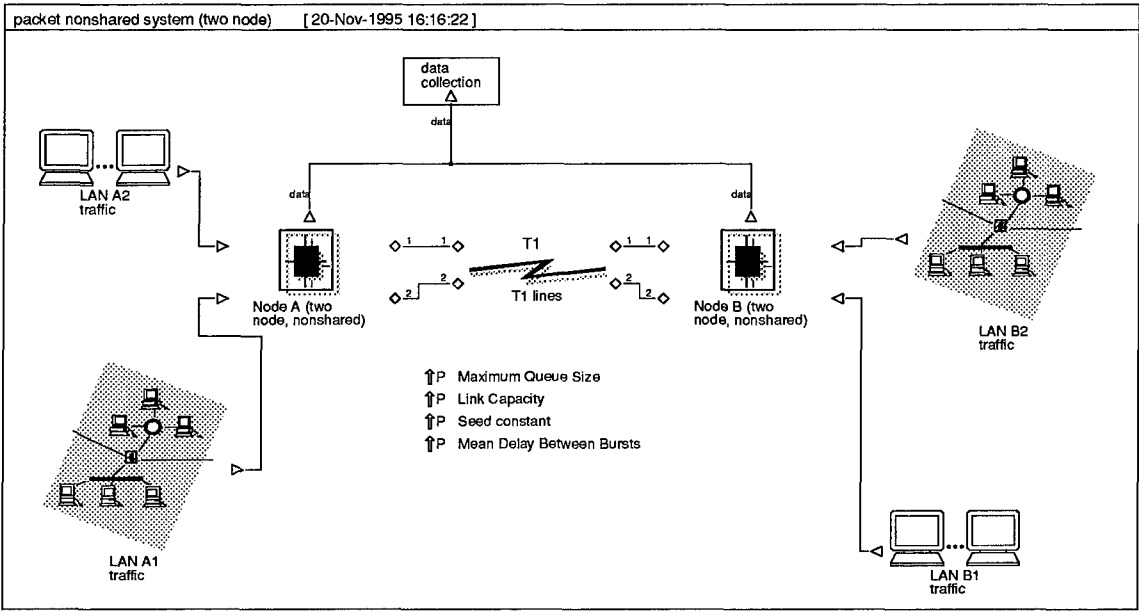 packet nonshared system (two node) [ 20-Nov-1995 16:16:22 ]
data
collection
data
LAN A2
traffic
data
data
1 1
T1
1 1
2
2
T1 lines
2
2
Node A (two
node, nonshared)
Node B (two
node, nonshared)
LAN B2
traffic
P Maximum Queue Size
P Link Capacity
P Seed constant
P Mean Delay Between Bursts
LAN A1
traffic
LAN B1
traffic